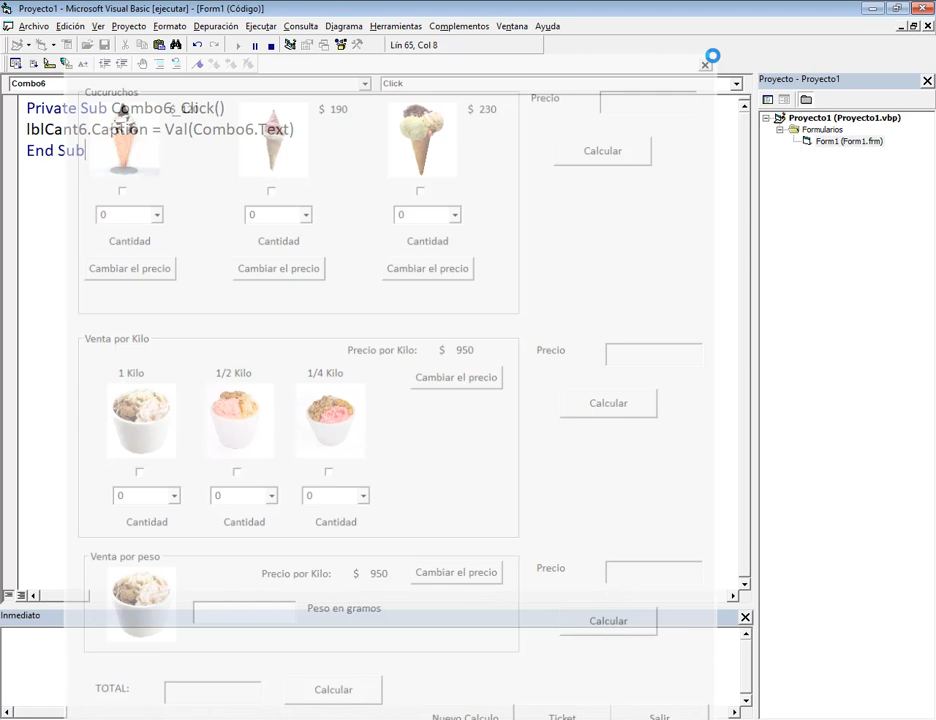 Proyecto1 - Microsoft Visual Basic [ejecutar] - [Form1 (Código)]
Archivo Edición Ver Proyecto Formato Depuración Ejecutar Consulta Diagrama Herramientas Complementos Ventana Ayuda
Lín 65, Col 8
Combo6 Click
Proyecto - Proyecto1
Proyecto1 (Proyecto1.vbp)
Formularios
Form1 (Form1.frm)
Private Sub Combo6_Click()
lblCant6.Caption = Val(Combo6.Text)
End Sub
Cucuruchos
$ 190 $ 230
Precio
Calcular
0 0 0
Cantidad Cantidad Cantidad
Cambiar el precio Cambiar el precio Cambiar el precio
Venta por Kilo
Precio por Kilo: $ 950
Precio
1 Kilo 1/2 Kilo 1/4 Kilo
Cambiar el precio
Calcular
0 0 0
Cantidad Cantidad Cantidad
Venta por peso
Precio por Kilo: $ 950 Cambiar el precio
Precio
Peso en gramos
Calcular
Inmediato
TOTAL: Calcular
Nuevo Calculo Ticket Salir